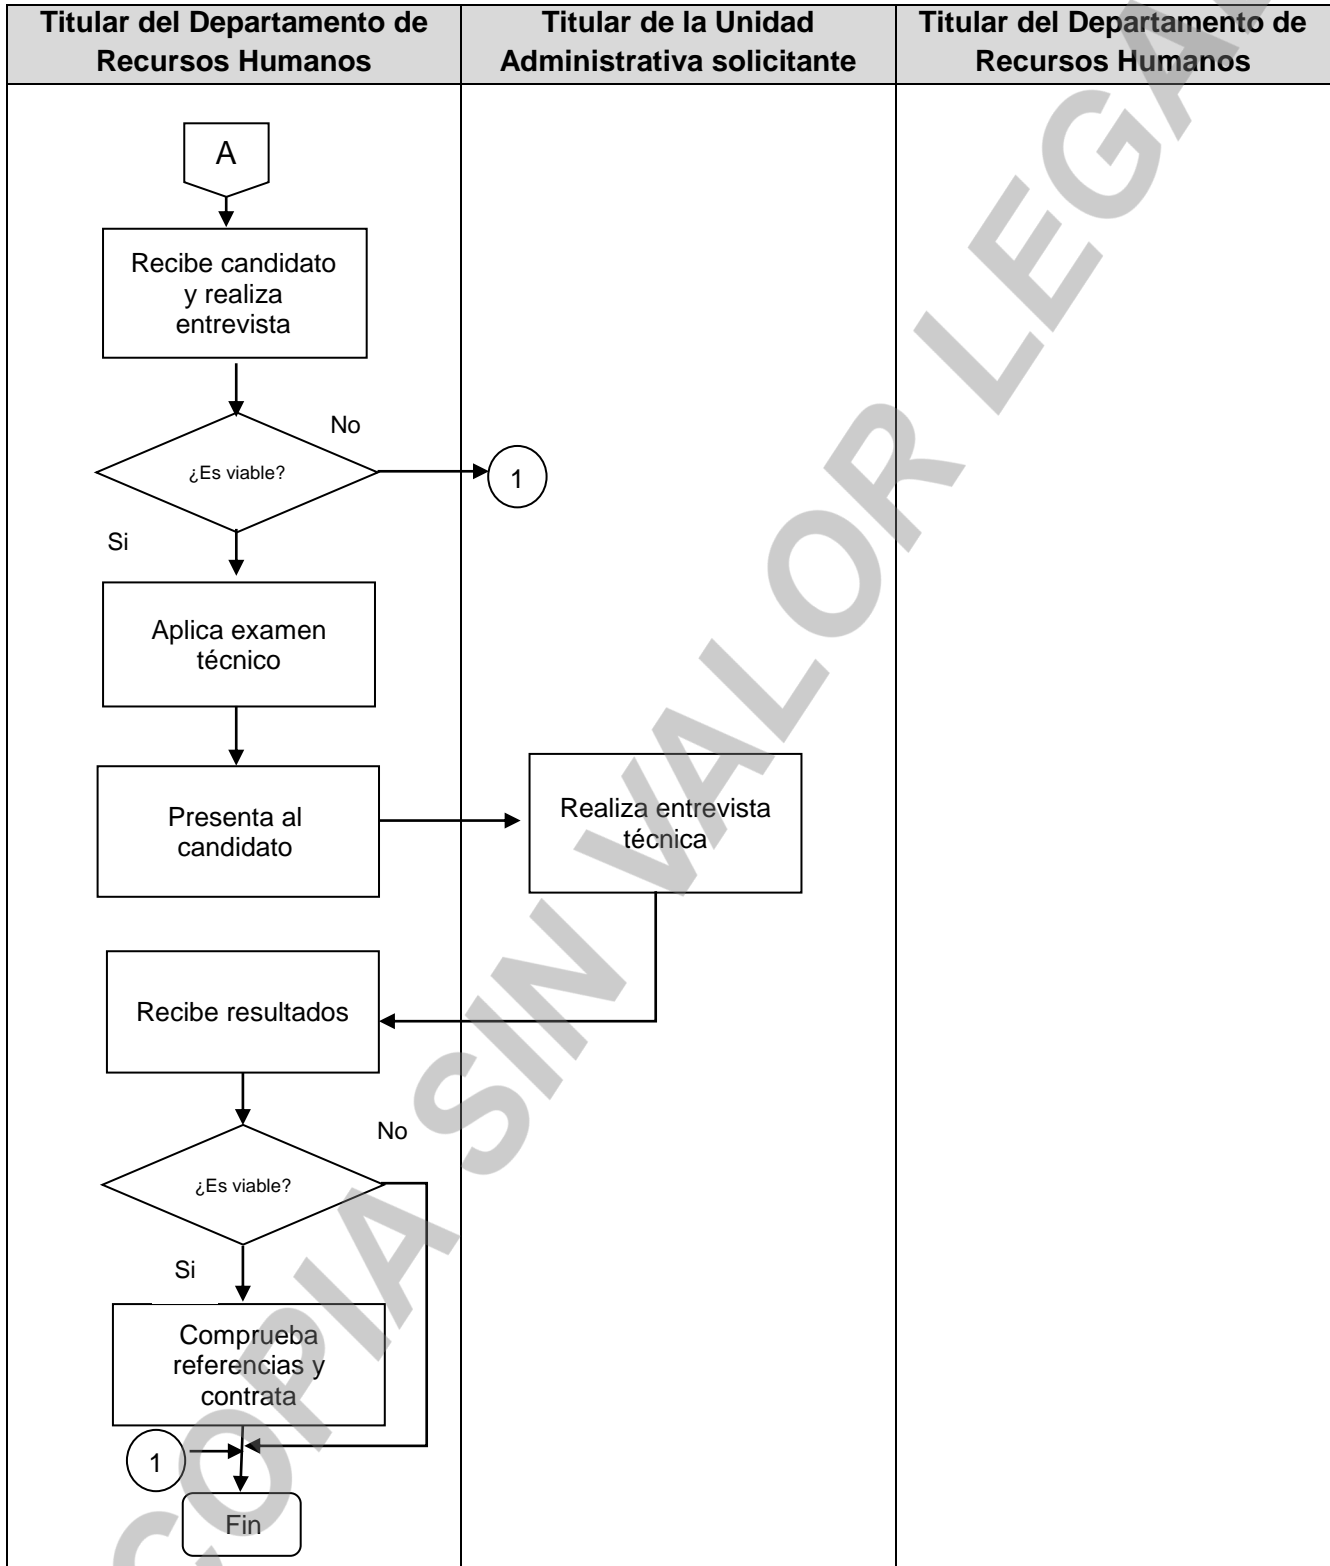 Titular del Departamento de
Recursos Humanos
Titular de la Unidad
Administrativa solicitante
Titular del Departamento de
Recursos Humanos
A
Recibe candidato
y realiza
entrevista
No
¿Es viable?
1
Si
Aplica examen
técnico
Presenta al
candidato
Realiza entrevista
técnica
Recibe resultados
No
¿Es viable?
Si
Comprueba
referencias y
contrata
1
Fin
COPIA SIN VALOR LEGAL